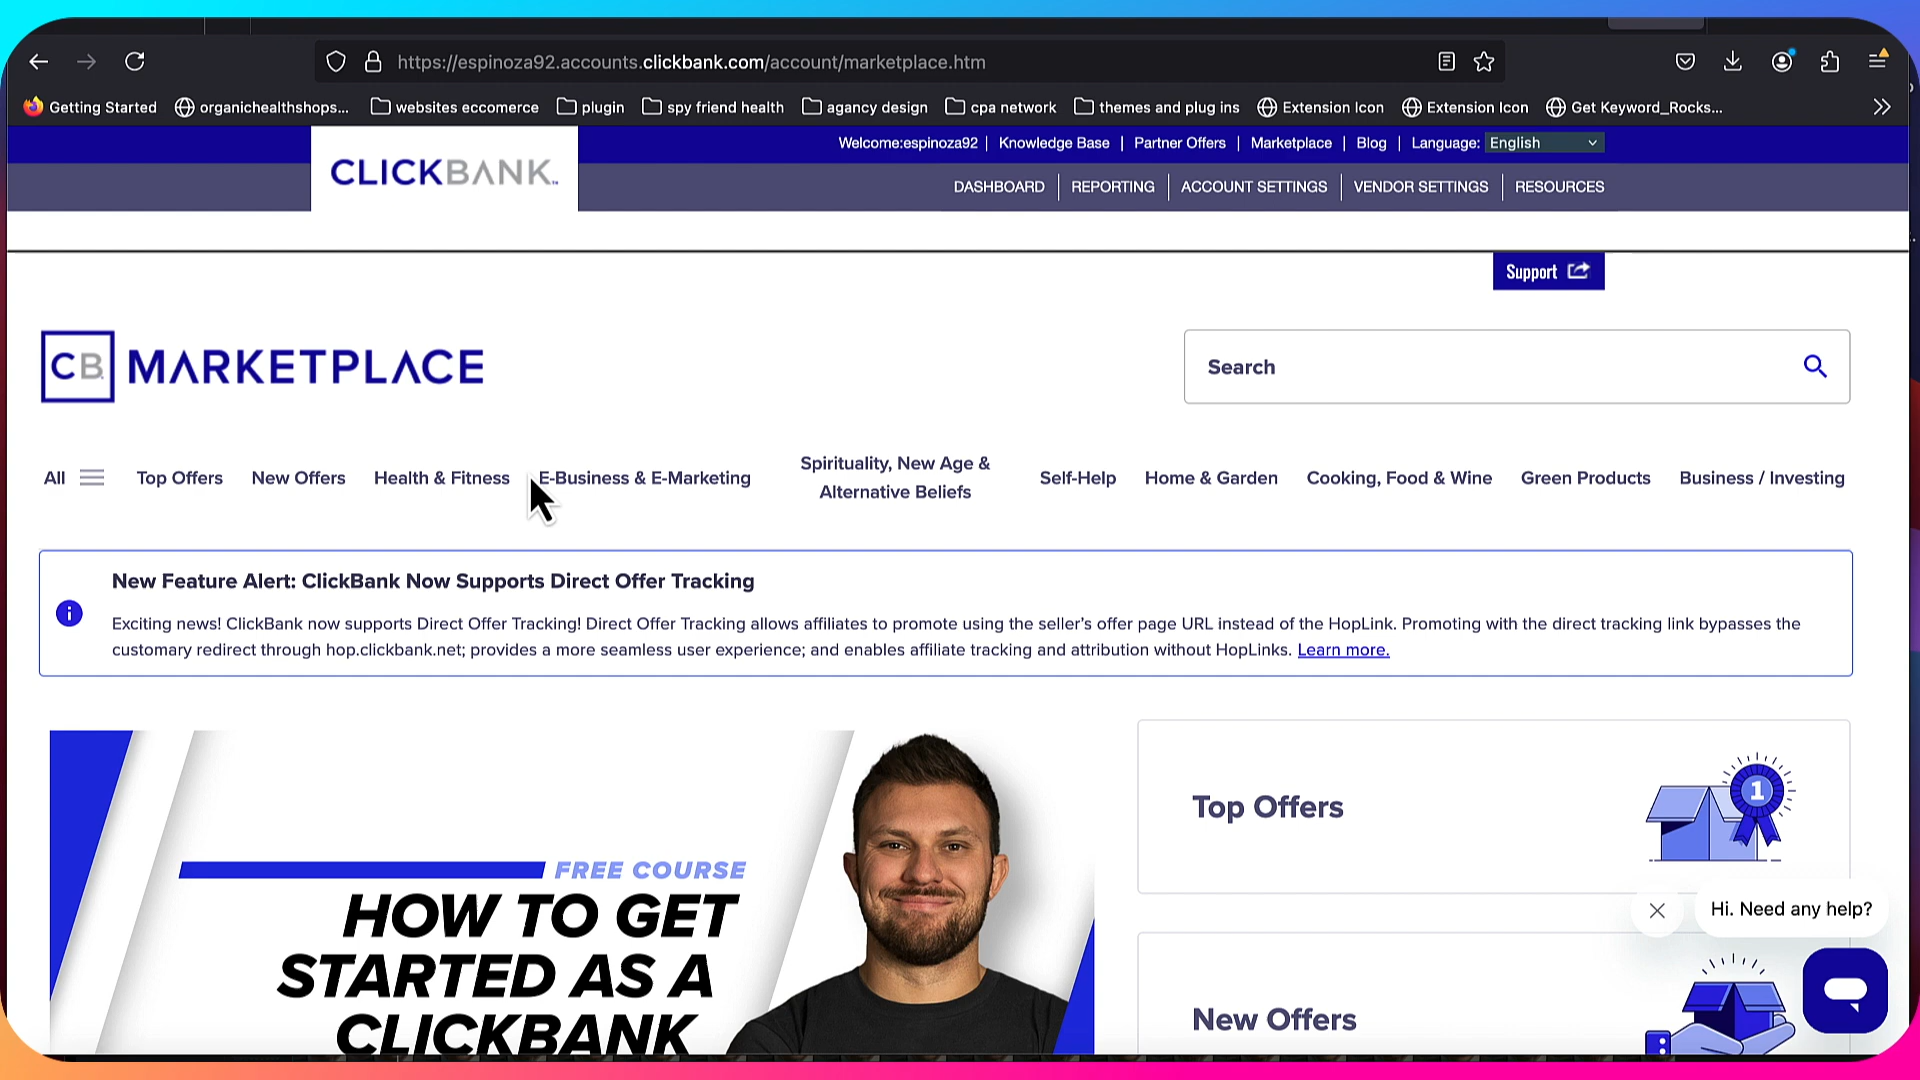 https://espinoza92.accounts.clickbank.com/account/marketplace.htm
Getting Started organichealthshops... websites eccomerce plugin spy friend health agancy design cpa network themes and plug ins Extension Icon Extension Icon Get Keyword_Rocks...
Welcome:espinoza92 | Knowledge Base | Partner Offers | Marketplace | Blog | Language: English
CLICKBANK™
DASHBOARD | REPORTING | ACCOUNT SETTINGS | VENDOR SETTINGS | RESOURCES
Support
CB. MARKETPLACE
Search
All Top Offers New Offers Health & Fitness E-Business & E-Marketing
Spirituality, New Age &
Alternative Beliefs
Self-Help Home & Garden Cooking, Food & Wine Green Products Business / Investing
New Feature Alert: ClickBank Now Supports Direct Offer Tracking
Exciting news! ClickBank now supports Direct Offer Tracking! Direct Offer Tracking allows affiliates to promote using the seller's offer page URL instead of the HopLink. Promoting with the direct tracking link bypasses the
customary redirect through hop.clickbank.net; provides a more seamless user experience; and enables affiliate tracking and attribution without HopLinks. Learn more.
FREE COURSE
HOW TO GET
STARTED AS A
CLICKBANK
Top Offers
1
Hi. Need any help?
New Offers